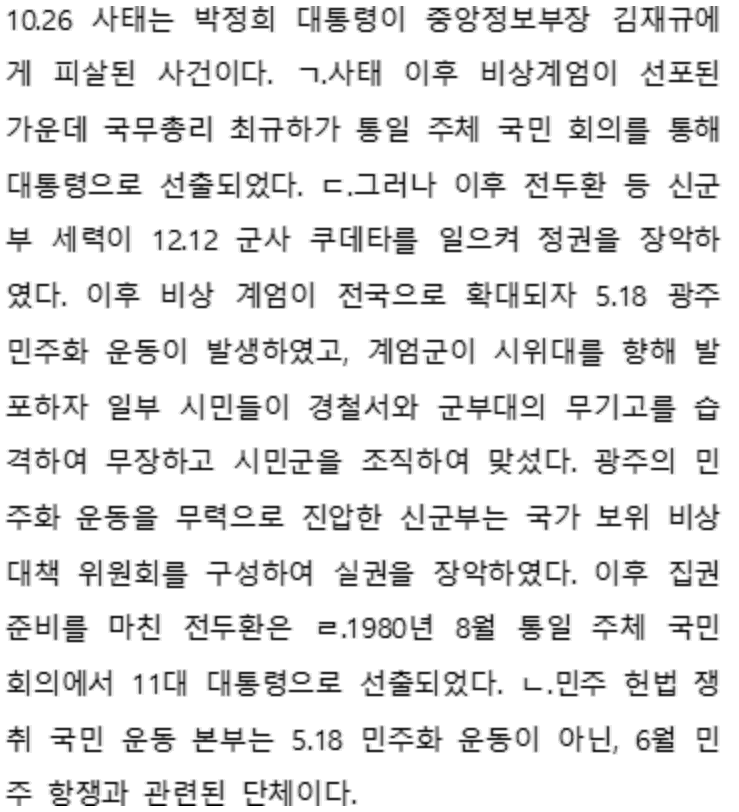 10.26 사태는 박정희 대통령이 중앙정보부장 김재규에
게 피살된 사건이다. ㄱ.사태 이후 비상계엄이 선포된
가운데 국무총리 최규하가 통일 주체 국민 회의를 통해
대통령으로 선출되었다. ㄷ.그러나 이후 전두환 등 신군
부 세력이 12.12 군사 쿠데타를 일으켜 정권을 장악하
였다. 이후 비상 계엄이 전국으로 확대되자 5.18 광주
민주화 운동이 발생하였고, 계엄군이 시위대를 향해 발
포하자 일부 시민들이 경철서와 군부대의 무기고를 습
격하여 무장하고 시민군을 조직하여 맞섰다. 광주의 민
주화 운동을 무력으로 진압한 신군부는 국가 보위 비상
대책 위원회를 구성하여 실권을 장악하였다. 이후 집권
준비를 마친 전두환은 ㄹ.1980년 8월 통일 주체 국민
회의에서 11대 대통령으로 선출되었다. ㄴ.민주 헌법 쟁
취 국민 운동 본부는 5.18 민주화 운동이 아닌, 6월 민
주 항쟁과 관련된 단체이다.